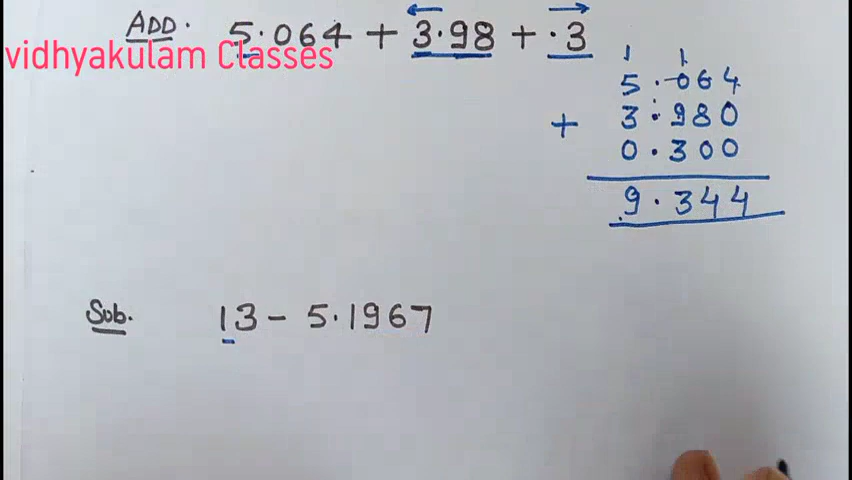 ADD. 5.064 + 3.98 + .3
vidhyakulam Classes
1 1
5.064
+ 3.980
0.300
9.344
Sub. 13 - 5.1967